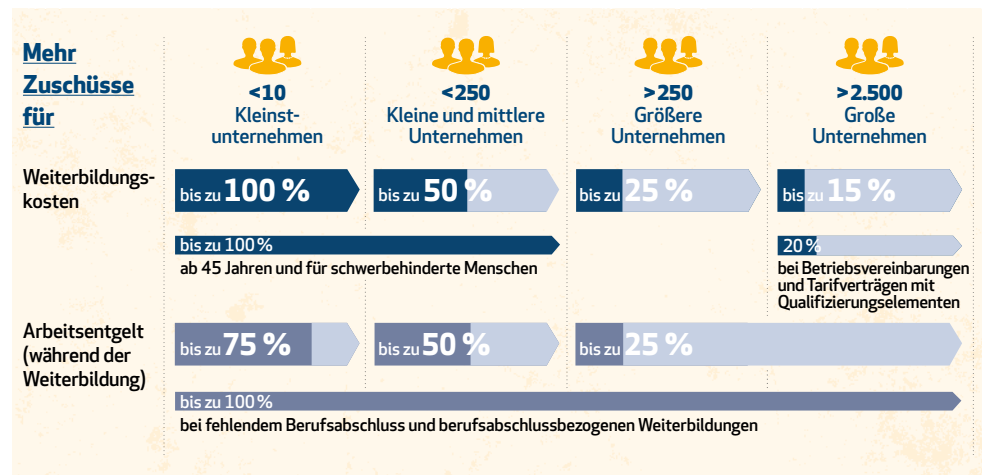 Mehr
Zuschüsse
für
<10
Kleinst-
unternehmen
<250
Kleine und mittlere
Unternehmen
>250
Größere
Unternehmen
>2.500
Große
Unternehmen
Weiterbildungs-
kosten
bis zu 100 %
bis zu 50 %
bis zu 25 %
bis zu 15 %
bis zu 100 %
ab 45 Jahren und für schwerbehinderte Menschen
20 %
bei Betriebsvereinbarungen
und Tarifverträgen mit
Qualifizierungselementen
Arbeitsentgelt
(während der
Weiterbildung)
bis zu 75 %
bis zu 50 %
bis zu 25 %
bis zu 100 %
bei fehlendem Berufsabschluss und berufsabschlussbezogenen Weiterbildungen